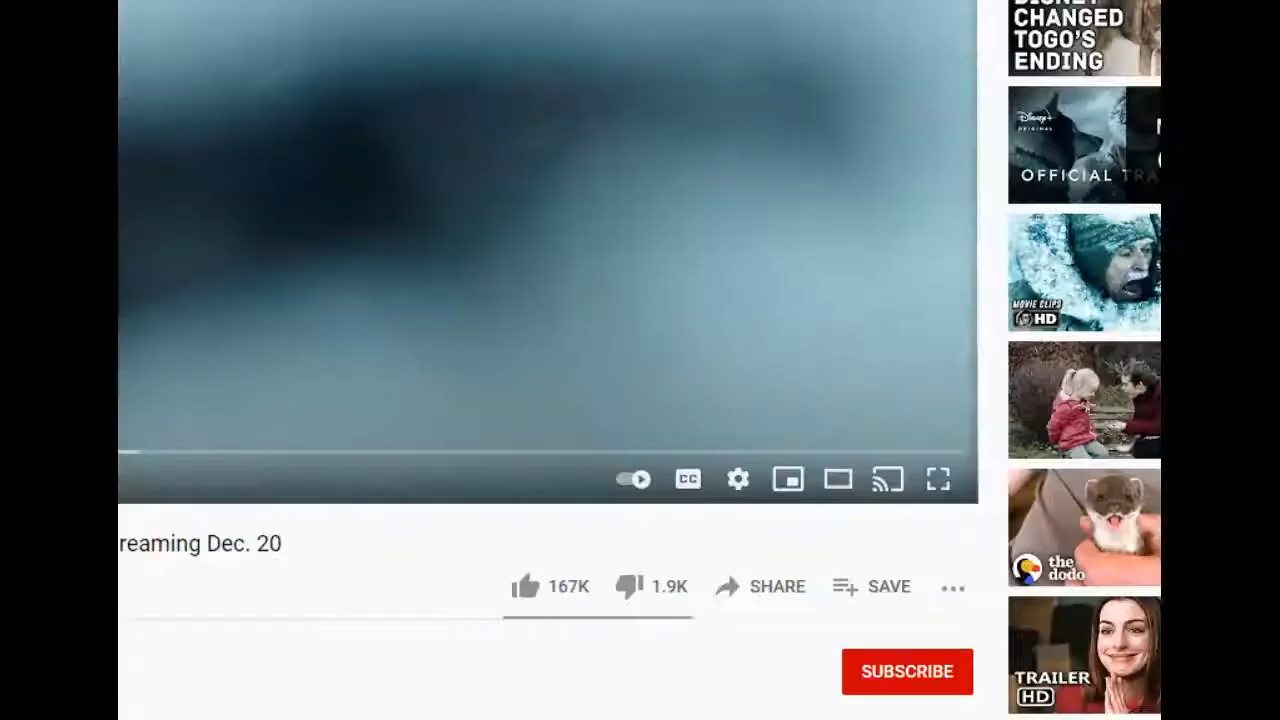 CHANGED
TOGO'S
ENDING
Disney+
ORIGINAL
OFFICIAL TRA
MOVIE CLIPS
HD
CC
reaming Dec. 20
167K
1.9K
SHARE
SAVE
the
dodo
SUBSCRIBE
TRAILER
HD